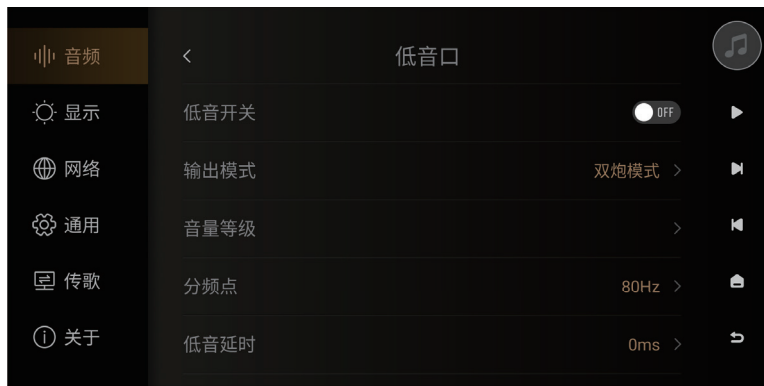 音频
显示
网络
通用
传歌
关于
低音口
低音开关 OFF
输出模式 双炮模式
音量等级
分频点 80Hz
低音延时 0ms